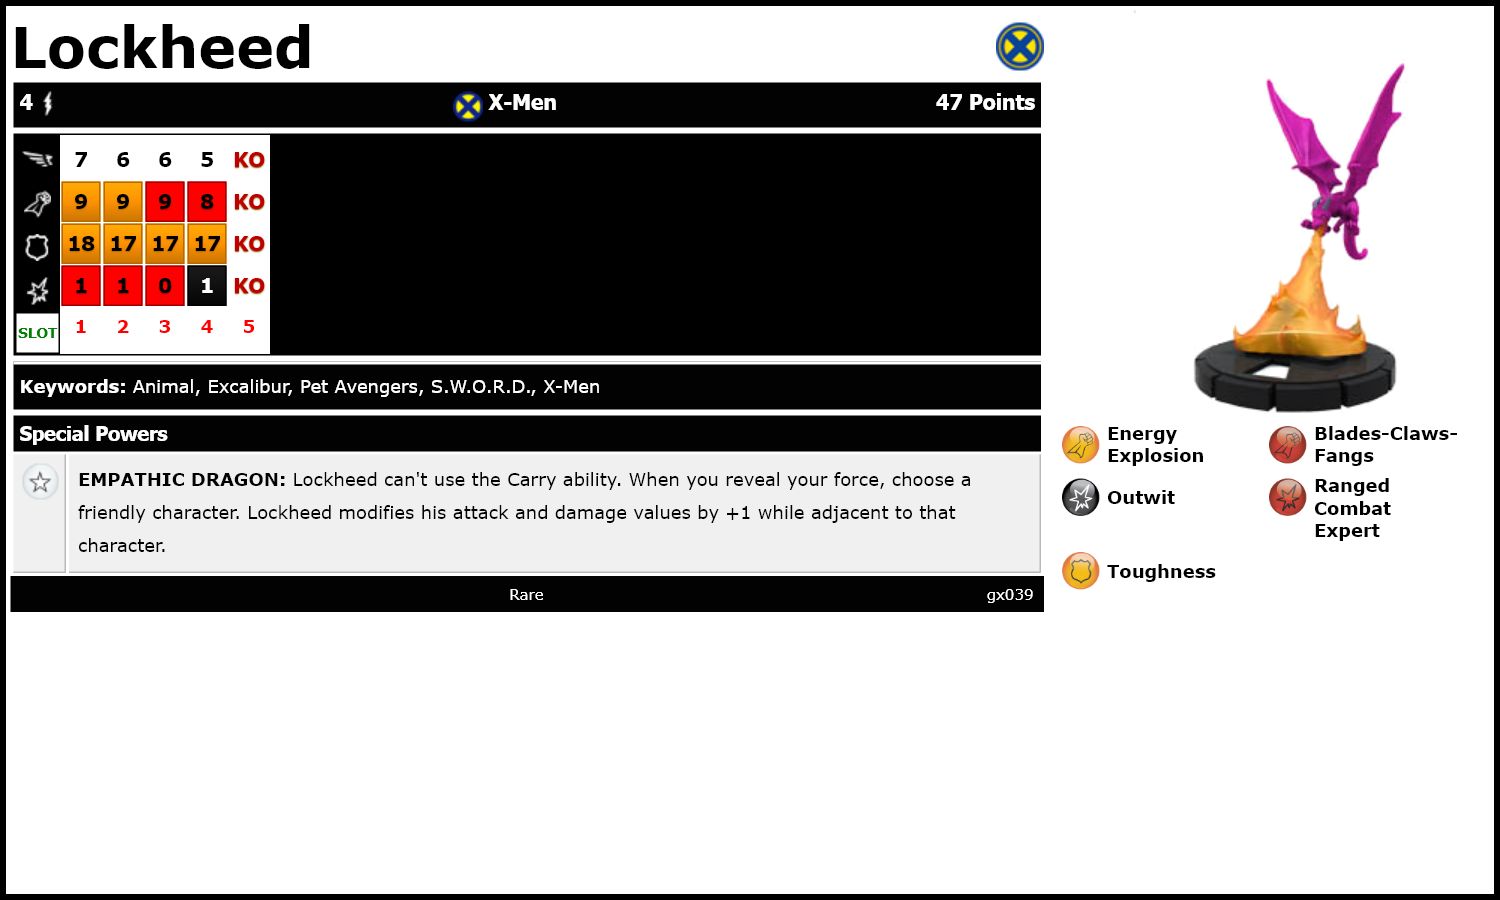 Lockheed
4 X-Men 47 Points
7 6 6 5 KO
9 9 9 8 KO
18 17 17 17 KO
1 1 0 1 KO
SLOT 1 2 3 4 5
Keywords: Animal, Excalibur, Pet Avengers, S.W.O.R.D., X-Men
Special Powers
EMPATHIC DRAGON: Lockheed can't use the Carry ability. When you reveal your force, choose a
friendly character. Lockheed modifies his attack and damage values by +1 while adjacent to that
character.
Rare gx039
Energy
Explosion
Blades-Claws-
Fangs
Outwit
Ranged
Combat
Expert
Toughness